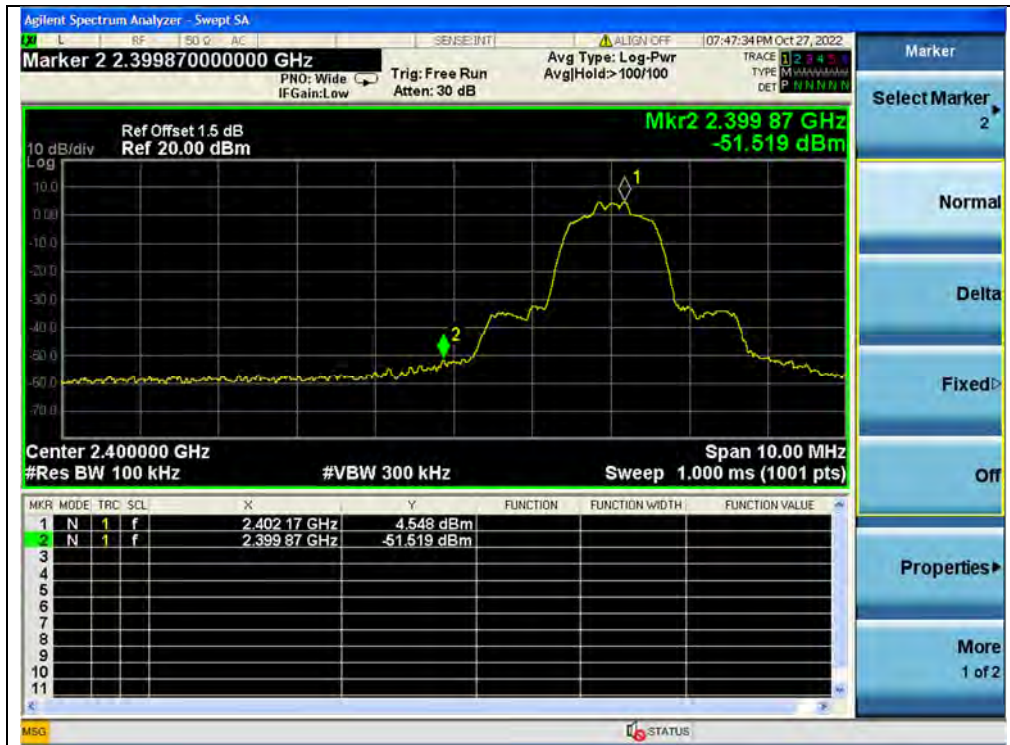 Agilent Spectrum Analyzer - Swept SA
LXI L RF 50 Ω AC SENSE:INT ALIGN OFF 07:47:34 PM Oct 27, 2022
Marker 2 2.399870000000 GHz
PNO: Wide
IFGain:Low
Trig: Free Run
Atten: 30 dB
Avg Type: Log-Pwr
Avg|Hold:>100/100
TRACE 1 2 3 4 5 6
TYPE M
DET P N N N N N
Mkr2 2.399 87 GHz
-51.519 dBm
Ref Offset 1.5 dB
10 dB/div Ref 20.00 dBm
Log
10.0
0.00
-10.0
-20.0
-30.0
-40.0
-50.0
-60.0
-70.0
1
2
Center 2.400000 GHz Span 10.00 MHz
#Res BW 100 kHz #VBW 300 kHz Sweep 1.000 ms (1001 pts)
MKR MODE TRC SCL X Y FUNCTION FUNCTION WIDTH FUNCTION VALUE
1 N 1 f 2.402 17 GHz 4.548 dBm
2 N 1 f 2.399 87 GHz -51.519 dBm
3
4
5
6
7
8
9
10
11
MSG STATUS
Marker
Select Marker
2
Normal
Delta
Fixed
Off
Properties
More
1 of 2